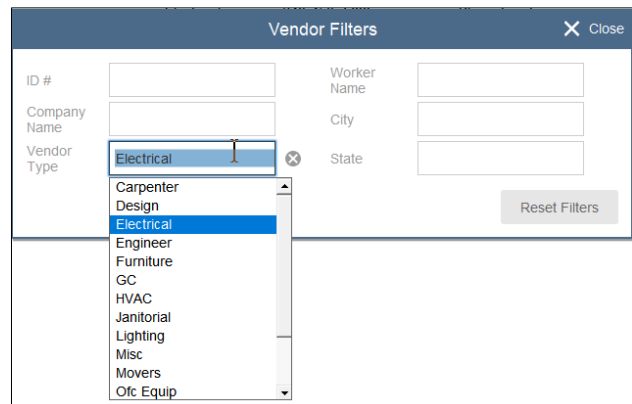 Vendor Filters
Close
ID #
Worker
Name
Company
Name
City
Vendor
Type
Electrical
State
Carpenter
Design
Electrical
Engineer
Furniture
GC
HVAC
Janitorial
Lighting
Misc
Movers
Ofc Equip
Reset Filters